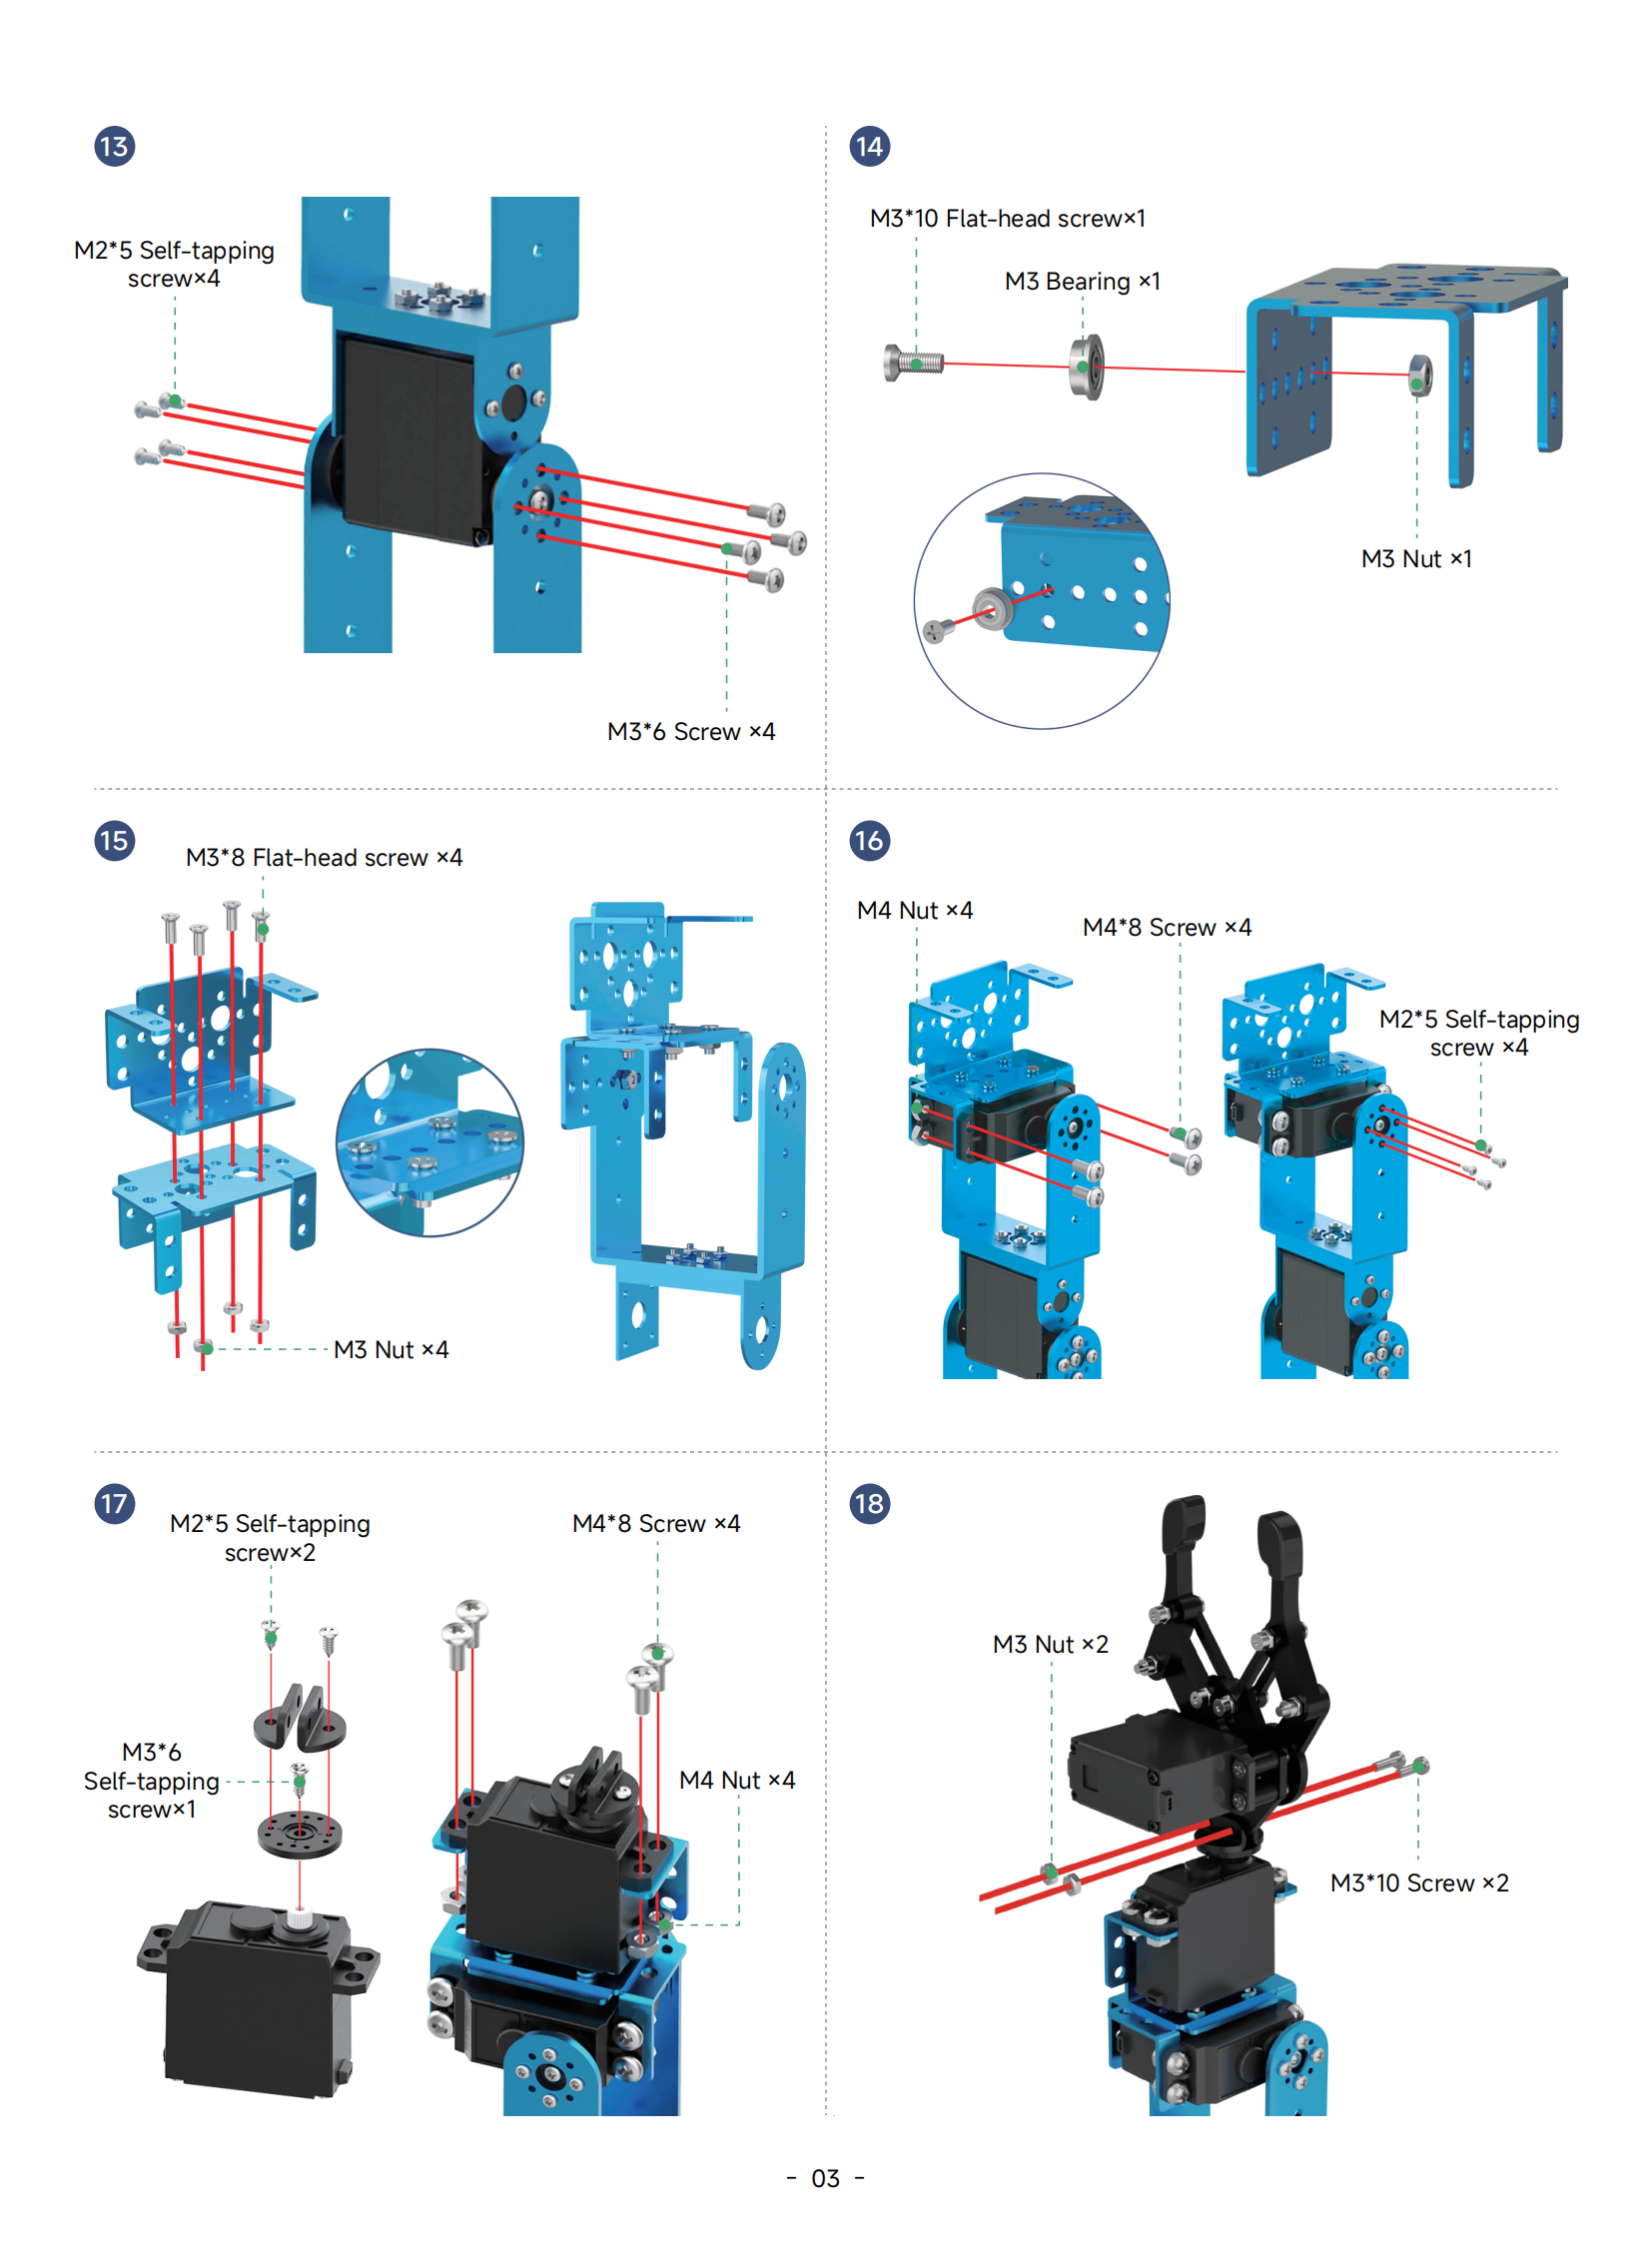 13
M2*5 Self-tapping
screw×4
M3*6 Screw ×4
14
M3*10 Flat-head screw×1
M3 Bearing ×1
M3 Nut ×1
15
M3*8 Flat-head screw ×4
M3 Nut ×4
16
M4 Nut ×4
M4*8 Screw ×4
M2*5 Self-tapping
screw ×4
17
M2*5 Self-tapping
screw×2
M4*8 Screw ×4
M3*6
Self-tapping
screw×1
M4 Nut ×4
18
M3 Nut ×2
M3*10 Screw ×2
- 03 -